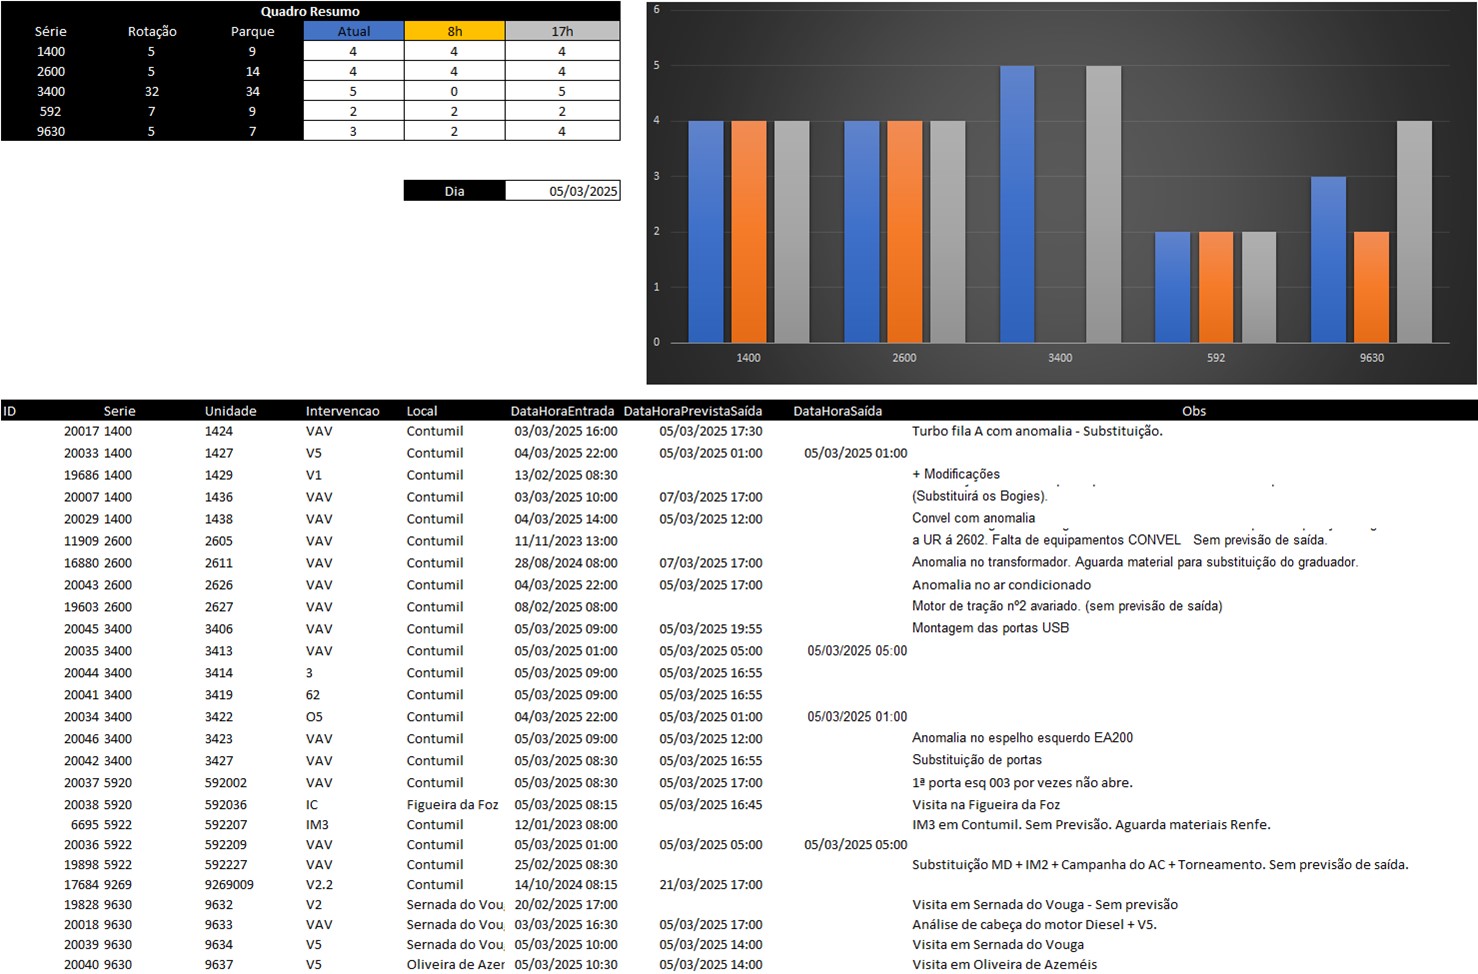 Quadro Resumo
Série Rotação Parque Atual 8h 17h
1400 5 9 4 4 4
2600 5 14 4 4 4
3400 32 34 5 0 5
592 7 9 2 2 2
9630 5 7 3 2 4
Dia 05/03/2025
6
5
4
3
2
1
0
1400 2600 3400 592 9630
ID Serie Unidade Intervencao Local DataHoraEntrada DataHoraPrevistaSaída DataHoraSaída Obs
20017 1400 1424 VAV Contumil 03/03/2025 16:00 05/03/2025 17:30 Turbo fila A com anomalia - Substituição.
20033 1400 1427 V5 Contumil 04/03/2025 22:00 05/03/2025 01:00 05/03/2025 01:00
19686 1400 1429 V1 Contumil 13/02/2025 08:30 + Modificações
20007 1400 1436 VAV Contumil 03/03/2025 10:00 07/03/2025 17:00 (Substituirá os Bogies).
20029 1400 1438 VAV Contumil 04/03/2025 14:00 05/03/2025 12:00 Convel com anomalia
11909 2600 2605 VAV Contumil 11/11/2023 13:00 a UR á 2602. Falta de equipamentos CONVEL Sem previsão de saída.
16880 2600 2611 VAV Contumil 28/08/2024 08:00 07/03/2025 17:00 Anomalia no transformador. Aguarda material para substituição do graduador.
20043 2600 2626 VAV Contumil 04/03/2025 22:00 05/03/2025 17:00 Anomalia no ar condicionado
19603 2600 2627 VAV Contumil 08/02/2025 08:00 Motor de tração nº2 avariado. (sem previsão de saída)
20045 3400 3406 VAV Contumil 05/03/2025 09:00 05/03/2025 19:55 Montagem das portas USB
20035 3400 3413 VAV Contumil 05/03/2025 01:00 05/03/2025 05:00 05/03/2025 05:00
20044 3400 3414 3 Contumil 05/03/2025 09:00 05/03/2025 16:55
20041 3400 3419 62 Contumil 05/03/2025 09:00 05/03/2025 16:55
20034 3400 3422 O5 Contumil 04/03/2025 22:00 05/03/2025 01:00 05/03/2025 01:00
20046 3400 3423 VAV Contumil 05/03/2025 09:00 05/03/2025 12:00 Anomalia no espelho esquerdo EA200
20042 3400 3427 VAV Contumil 05/03/2025 08:30 05/03/2025 16:55 Substituição de portas
20037 5920 592002 VAV Contumil 05/03/2025 08:30 05/03/2025 17:00 1ª porta esq 003 por vezes não abre.
20038 5920 592036 IC Figueira da Foz 05/03/2025 08:15 05/03/2025 16:45 Visita na Figueira da Foz
6695 5922 592207 IM3 Contumil 12/01/2023 08:00 IM3 em Contumil. Sem Previsão. Aguarda materiais Renfe.
20036 5922 592209 VAV Contumil 05/03/2025 01:00 05/03/2025 05:00 05/03/2025 05:00
19898 5922 592227 VAV Contumil 25/02/2025 08:30 Substituição MD + IM2 + Campanha do AC + Torneamento. Sem previsão de saída.
17684 9269 9269009 V2.2 Contumil 14/10/2024 08:15 21/03/2025 17:00
19828 9630 9632 V2 Sernada do Vou 20/02/2025 17:00 Visita em Sernada do Vouga - Sem previsão
20018 9630 9633 VAV Sernada do Vou 03/03/2025 16:30 05/03/2025 17:00 Análise de cabeça do motor Diesel + V5.
20039 9630 9634 V5 Sernada do Vou 05/03/2025 10:00 05/03/2025 14:00 Visita em Sernada do Vouga
20040 9630 9637 V5 Oliveira de Azer 05/03/2025 10:30 05/03/2025 14:00 Visita em Oliveira de Azeméis